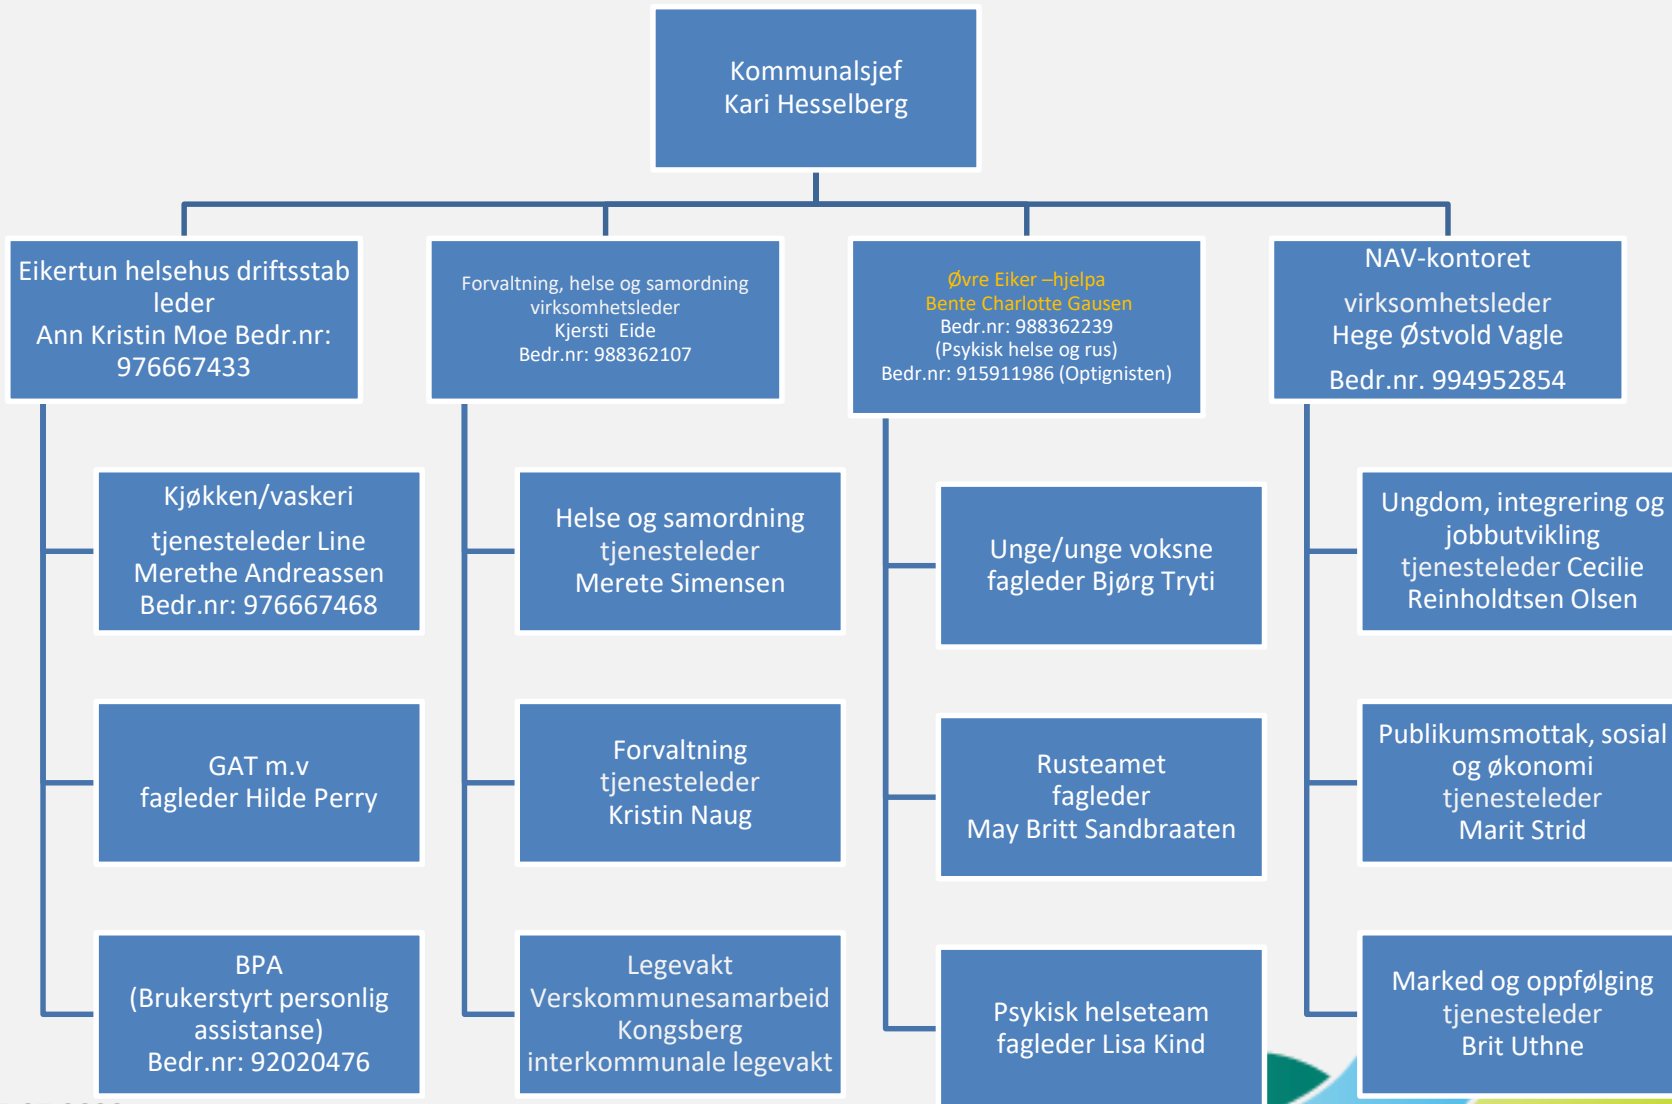 Kommunalsjef
Kari Hesselberg
Eikertun helsehus driftsstab
leder
Ann Kristin Moe Bedr.nr:
976667433
Forvaltning, helse og samordning
virksomhetsleder
Kjersti  Eide
Bedr.nr: 988362107
Øvre Eiker –hjelpa
Bente Charlotte Gausen
Bedr.nr: 988362239
(Psykisk helse og rus)
Bedr.nr: 915911986 (Optignisten)
NAV-kontoret
virksomhetsleder
Hege Østvold Vagle
Bedr.nr. 994952854
Kjøkken/vaskeri
tjenesteleder Line
Merethe Andreassen
Bedr.nr: 976667468
GAT m.v
fagleder Hilde Perry
BPA
(Brukerstyrt personlig
assistanse)
Bedr.nr: 92020476
Helse og samordning
tjenesteleder
Merete Simensen
Forvaltning
tjenesteleder
Kristin Naug
Legevakt
Verskommunesamarbeid
Kongsberg
interkommunale legevakt
Unge/unge voksne
fagleder Bjørg Tryti
Rusteamet
fagleder
May Britt Sandbraaten
Psykisk helseteam
fagleder Lisa Kind
Ungdom, integrering og
jobbutvikling
tjenesteleder Cecilie
Reinholdtsen Olsen
Publikumsmottak, sosial
og økonomi
tjenesteleder
Marit Strid
Marked og oppfølging
tjenesteleder
Brit Uthne